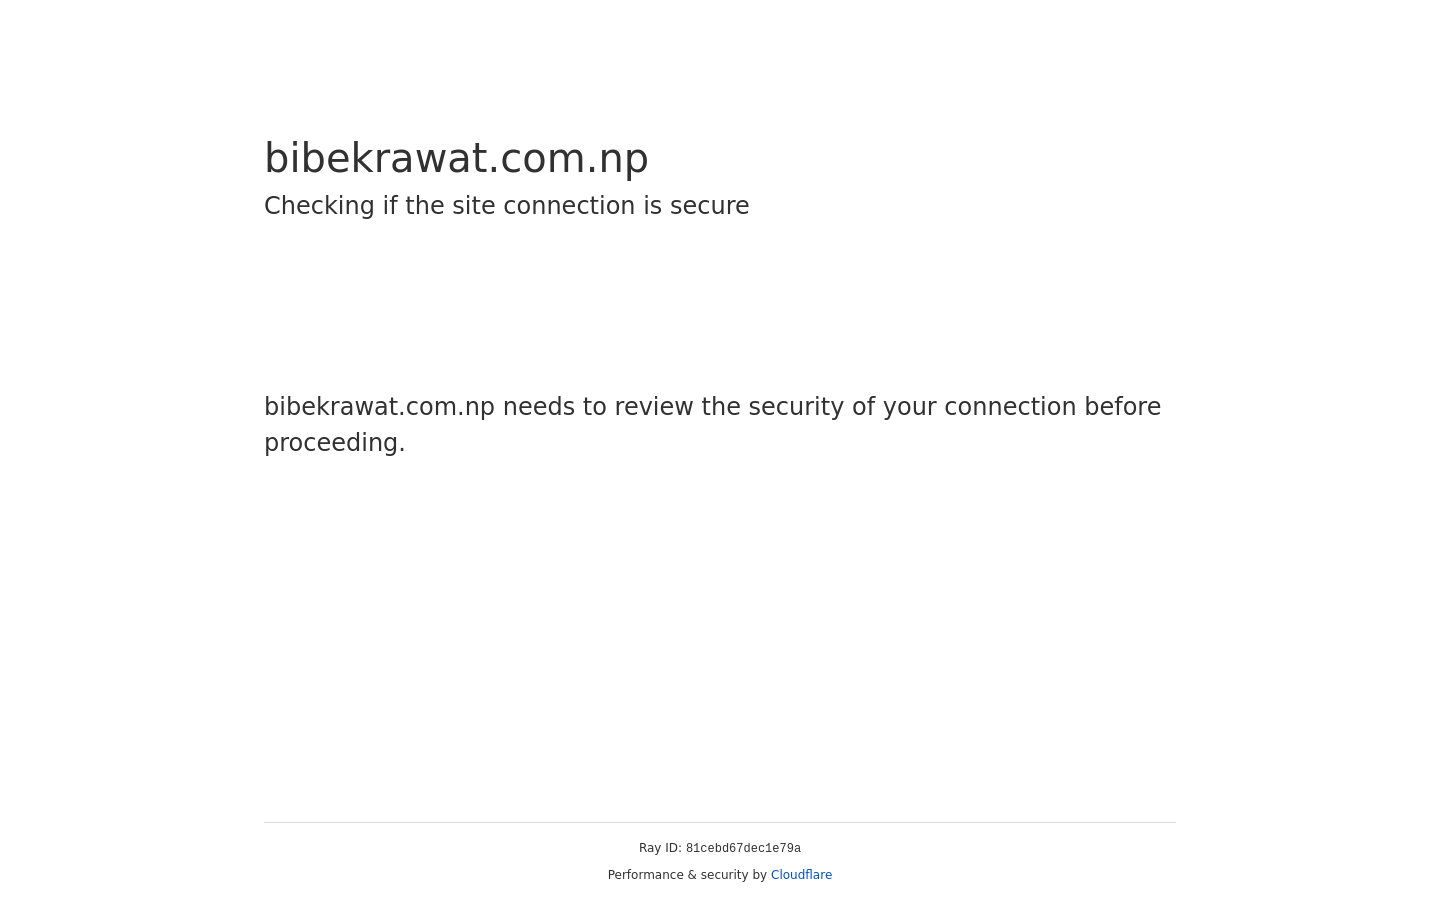 bibekrawat.com.np
Checking if the site connection is secure
bibekrawat.com.np needs to review the security of your connection before
proceeding.
Ray ID: 81cebd67dec1e79a
Performance & security by Cloudflare